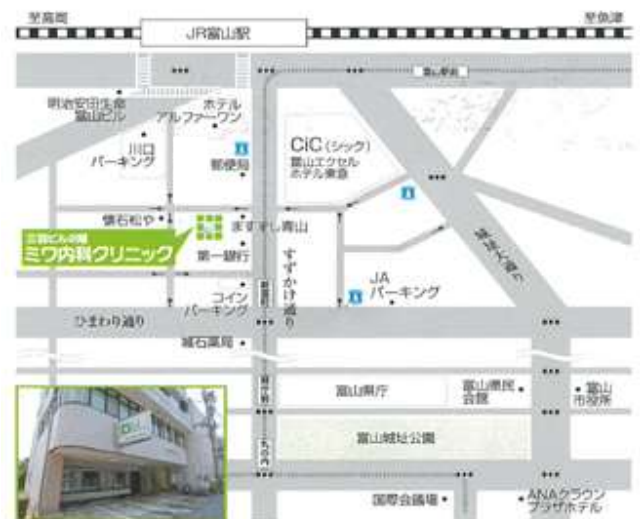 至高岡
至魚津
JR富山駅
富山駅前
明治安田生命
富山ビル
ホテル
アルファーワン
川口
パーキング
郵便局
CiC(シック)
富山エクセル
ホテル東急
懐石松や
ますずし青山
三羽ビル2階
ミワ内科クリニック
第一銀行
すずかけ通り
城址大通り
JA
パーキング
コイン
パーキング
ひまわり通り
城石薬局
県庁前
富山県庁
富山県民
会館
富山
市役所
富山城址公園
丸の内
国際会議場
ANAクラウン
プラザホテル